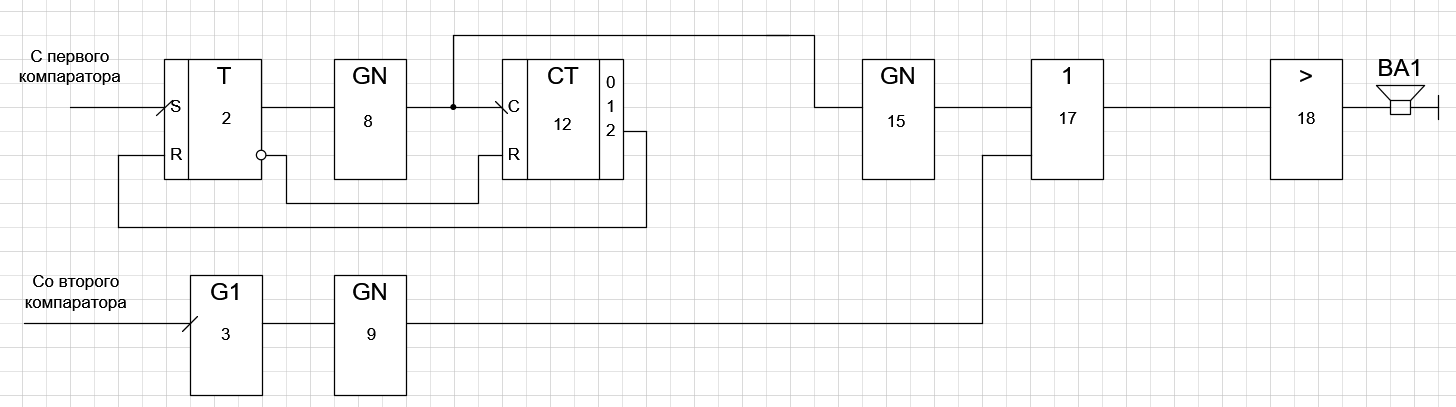 С первого
компаратора
S
R
T
2
GN
8
C
R
CT
12
0
1
2
GN
15
1
17
>
18
BA1
Со второго
компаратора
G1
3
GN
9